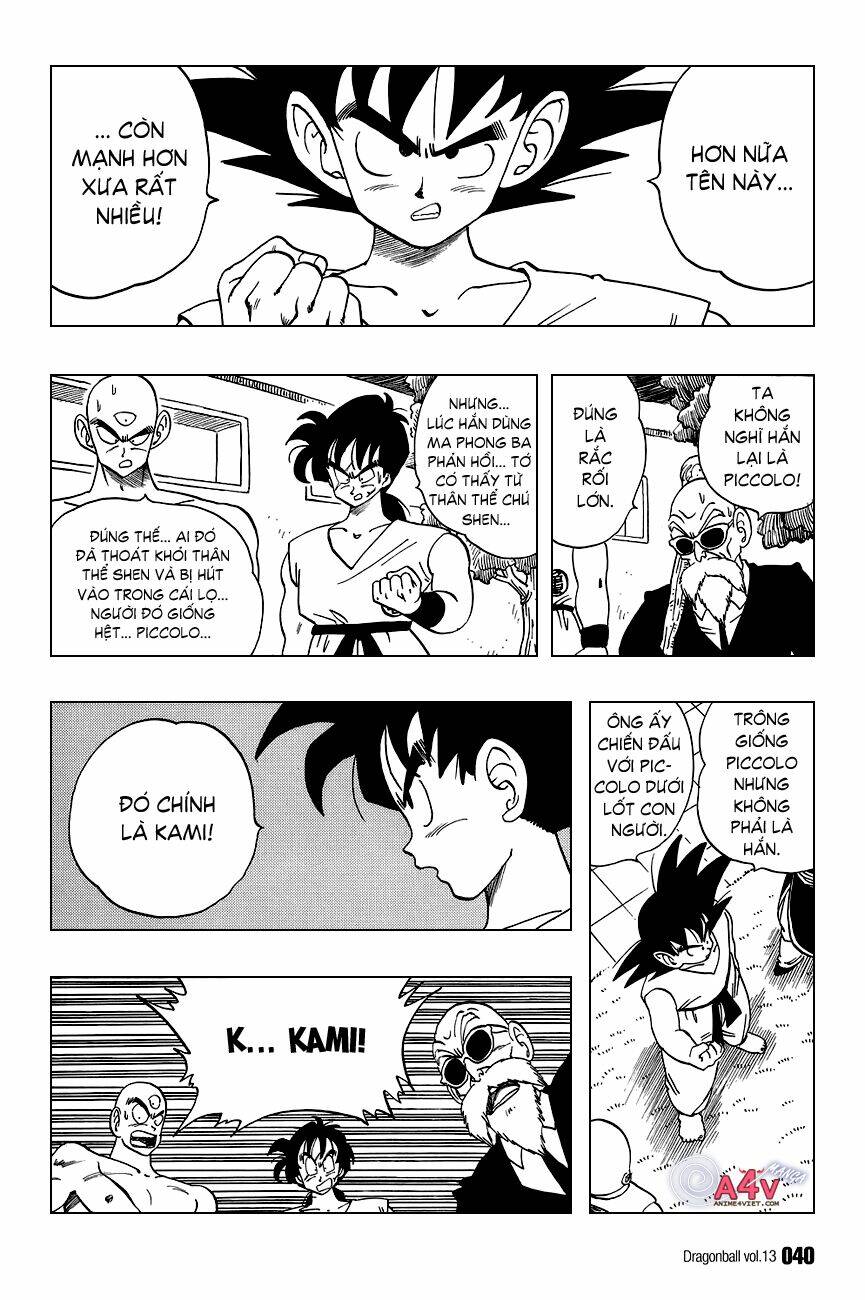 HƠN NỮA
TÊN NÀY...
... CÒN
MẠNH HƠN
XƯA RẤT
NHIỀU!
TA
KHÔNG
NGHĨ HẮN
LẠI LÀ
PICCOLO!
ĐÚNG
LÀ
RẮC
RỐI
LỚN.
NHƯNG...
LÚC HẮN DÙNG
MA PHONG BA
PHẢN HỒI... TỚ
CÓ THẤY TỪ
THÂN THỂ CHÚ
SHEN...
ĐÚNG THẾ... AI ĐÓ
ĐÃ THOÁT KHỎI THÂN
THỂ SHEN VÀ BỊ HÚT
VÀO TRONG CÁI LỌ...
NGƯỜI ĐÓ GIỐNG
HỆT... PICCOLO...
TRÔNG
GIỐNG
PICCOLO
NHƯNG
KHÔNG
PHẢI LÀ
HẮN.
ÔNG ẤY
CHIẾN ĐẤU
VỚI PIC-
COLO DƯỚI
LỐT CON
NGƯỜI.
ĐÓ CHÍNH
LÀ KAMI!
K... KAMI!
A4V
MANGA
ANIME4VIET.COM
Dragonball vol.13 040